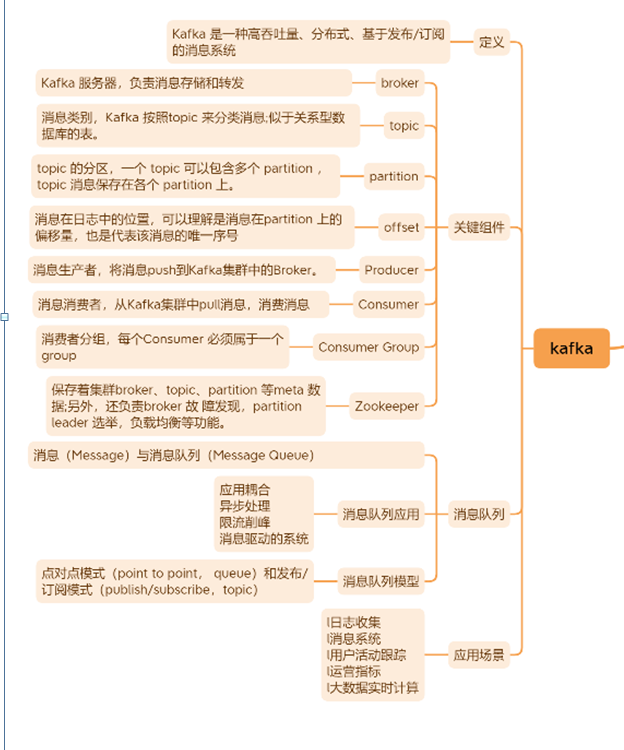 Kafka 是一种高吞吐量、分布式、基于发布/订阅
的消息系统
定义
Kafka 服务器，负责消息存储和转发
broker
消息类别，Kafka 按照topic 来分类消息;似于关系型数
据库的表。
topic
topic 的分区，一个 topic 可以包含多个 partition ，
topic 消息保存在各个 partition 上。
partition
消息在日志中的位置，可以理解是消息在partition 上的
偏移量，也是代表该消息的唯一序号
offset
关键组件
消息生产者，将消息push到Kafka集群中的Broker。
Producer
消息消费者，从Kafka集群中pull消息，消费消息
Consumer
消费者分组，每个Consumer 必须属于一个
group
Consumer Group
kafka
保存着集群broker、topic、partition 等meta 数
据;另外，还负责broker 故 障发现，partition
leader 选举，负载均衡等功能。
Zookeeper
消息（Message）与消息队列（Message Queue）
应用耦合
异步处理
限流削峰
消息驱动的系统
消息队列应用
消息队列
点对点模式（point to point， queue）和发布/
订阅模式（publish/subscribe，topic）
消息队列模型
l日志收集
l消息系统
l用户活动跟踪
l运营指标
l大数据实时计算
应用场景